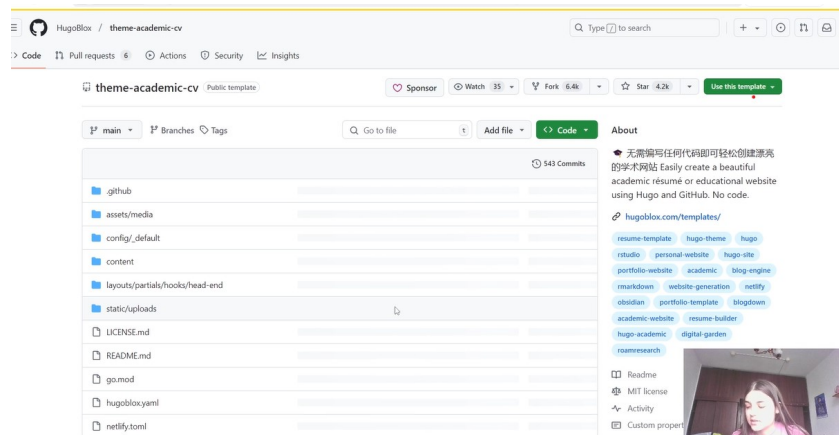 HugoBlox / theme-academic-cv
Type / to search
Code Pull requests 6 Actions Security Insights
theme-academic-cv Public template
Sponsor Watch 35 Fork 6.4k Star 4.2k Use this template
main Branches Tags Go to file t Add file Code
543 Commits
.github
assets/media
config/_default
content
layouts/partials/hooks/head-end
static/uploads
LICENSE.md
README.md
go.mod
hugoblox.yaml
netlify.toml
About
无需编写任何代码即可轻松创建漂亮
的学术网站 Easily create a beautiful
academic résumé or educational website
using Hugo and GitHub. No code.
hugoblox.com/templates/
resume-template hugo-theme hugo
rstudio personal-website hugo-site
portfolio-website academic blog-engine
rmarkdown website-generation netlify
obsidian portfolio-template blogdown
academic-website resume-builder
hugo-academic digital-garden
roamresearch
Readme
MIT license
Activity
Custom propert